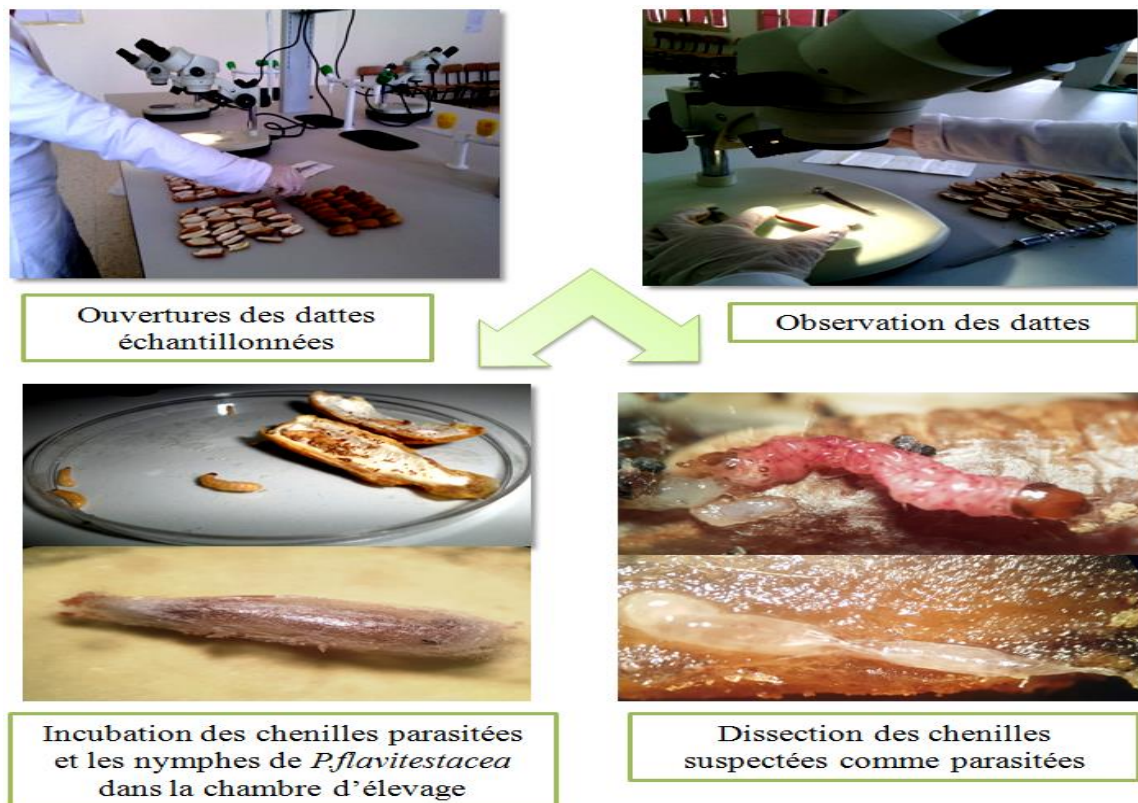 Ouvertures des dattes
échantillonnées
Observation des dattes
Incubation des chenilles parasitées
et les nymphes de P.flavitestacea
dans la chambre d’élevage
Dissection des chenilles
suspectées comme parasitées